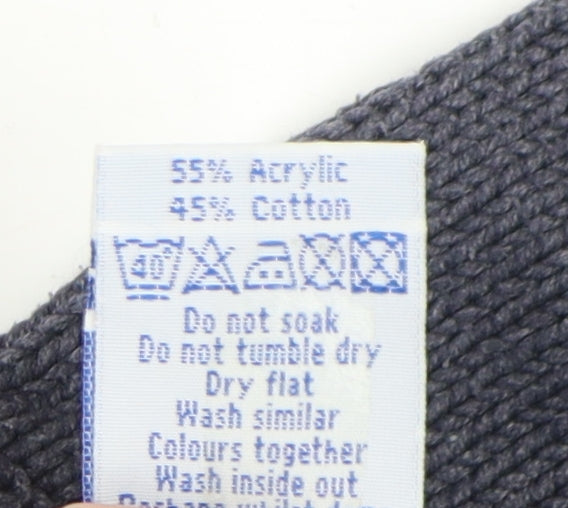 55% Acrylic
45% Cotton
40°
Do not soak
Do not tumble dry
Dry flat
Wash similar
Colours together
Wash inside out